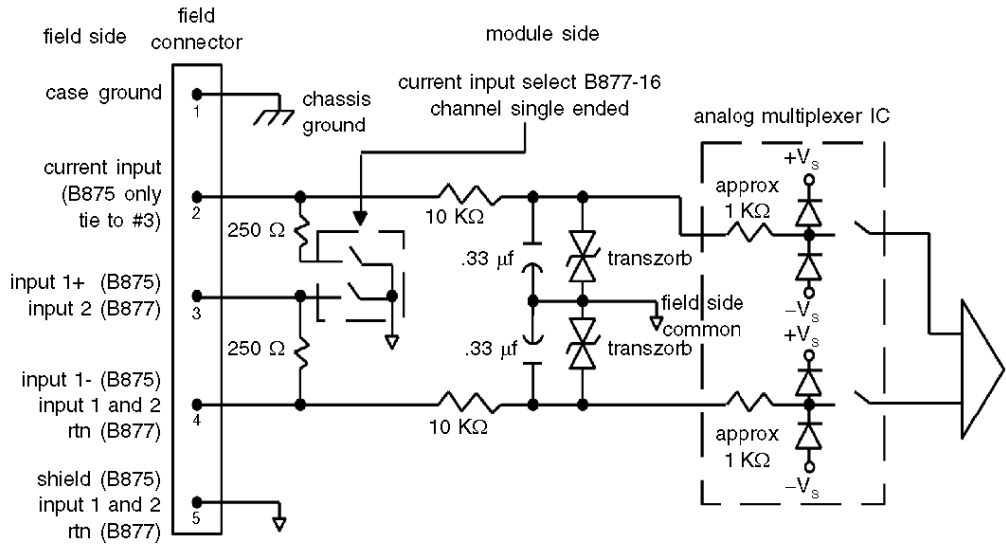 field side
field
connector
module side
case ground
1
chassis
ground
current input select B877-16
channel single ended
analog multiplexer IC
current input
(B875 only
tie to #3)
2
250 Ω
10 KΩ
.33 µf
transzorb
approx
1 KΩ
+Vs
−Vs
input 1+ (B875)
input 2 (B877)
3
field side
common
250 Ω
.33 µf
transzorb
+Vs
−Vs
input 1- (B875)
input 1 and 2
rtn (B877)
4
10 KΩ
approx
1 KΩ
shield (B875)
input 1 and 2
rtn (B877)
5